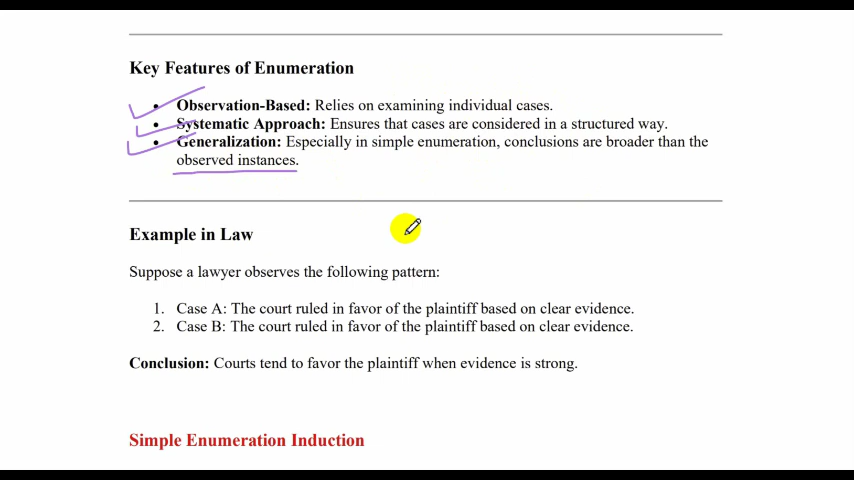 Key Features of Enumeration
• Observation-Based: Relies on examining individual cases.
• Systematic Approach: Ensures that cases are considered in a structured way.
• Generalization: Especially in simple enumeration, conclusions are broader than the
observed instances.
Example in Law
Suppose a lawyer observes the following pattern:
1. Case A: The court ruled in favor of the plaintiff based on clear evidence.
2. Case B: The court ruled in favor of the plaintiff based on clear evidence.
Conclusion: Courts tend to favor the plaintiff when evidence is strong.
Simple Enumeration Induction